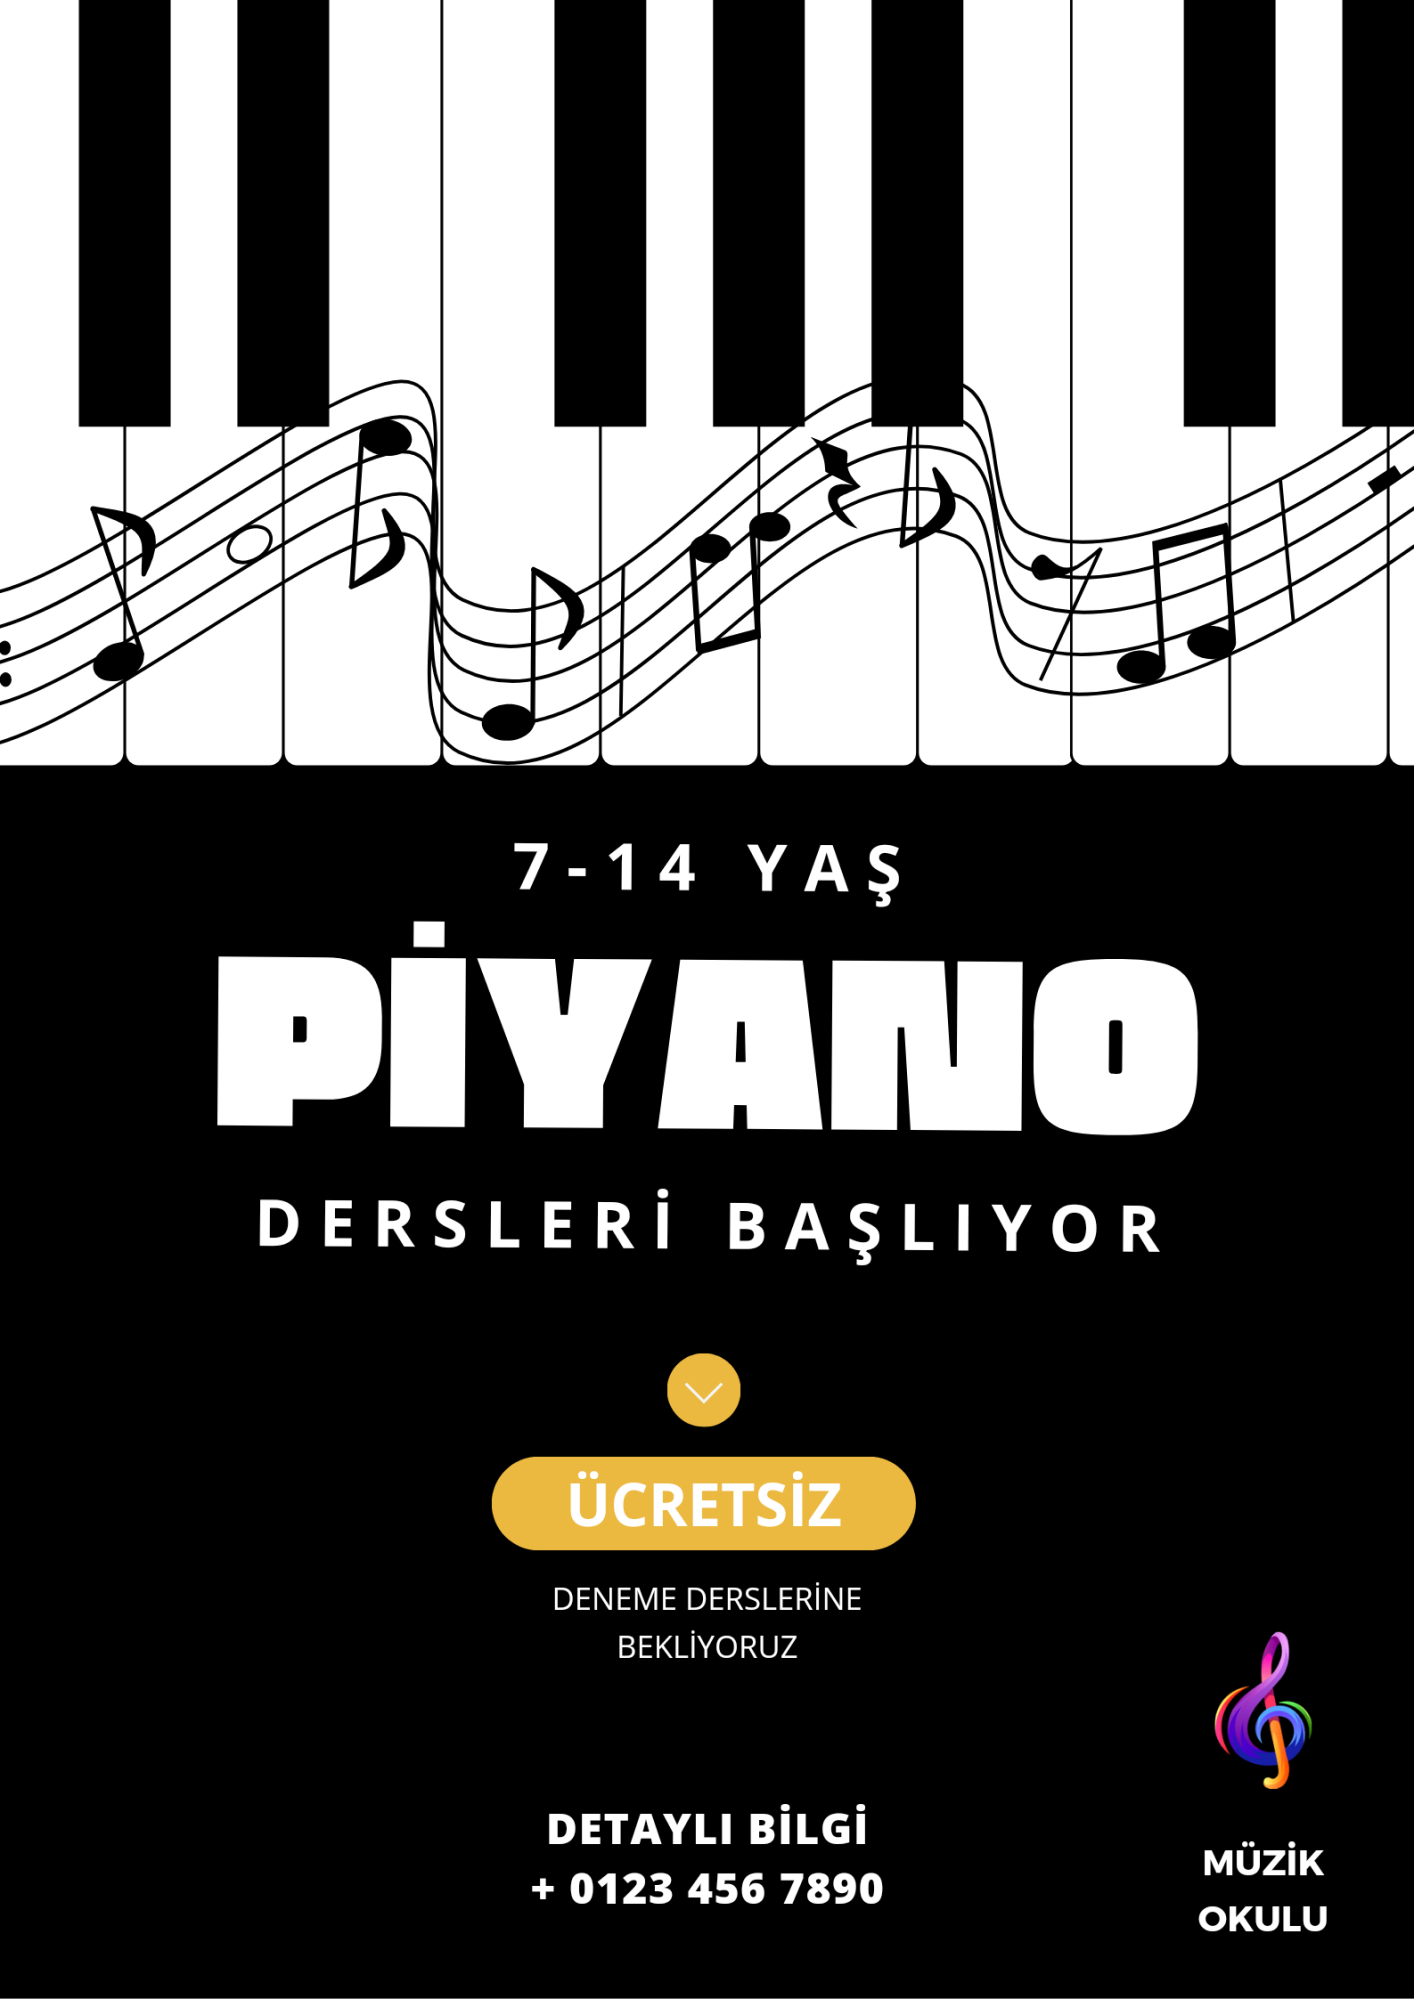 7-14 YAŞ
PİYANO
DERSLERİ BAŞLIYOR
ÜCRETSİZ
DENEME DERSLERİNE
BEKLİYORUZ
DETAYLI BİLGİ
+ 0123 456 7890
MÜZİK
OKULU